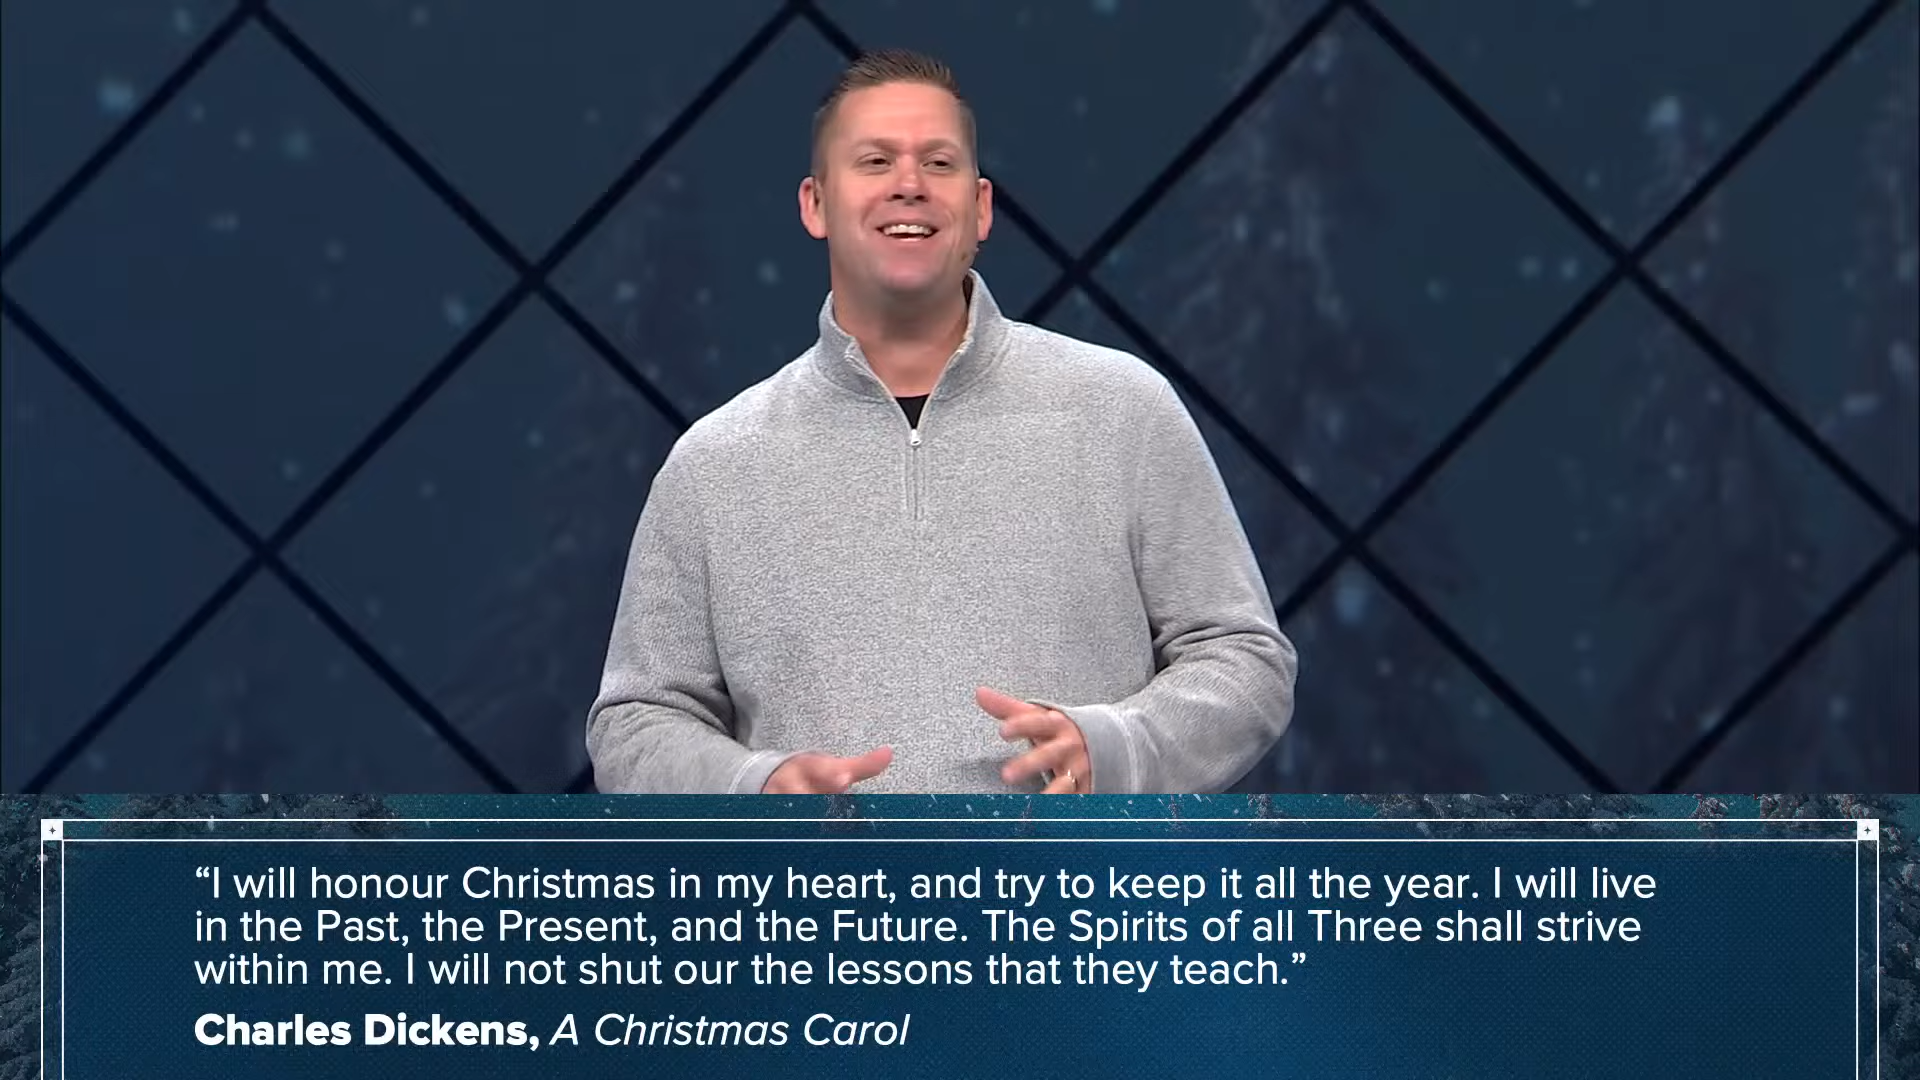 “I will honour Christmas in my heart, and try to keep it all the year. I will live
in the Past, the Present, and the Future. The Spirits of all Three shall strive
within me. I will not shut our the lessons that they teach.”
Charles Dickens, A Christmas Carol